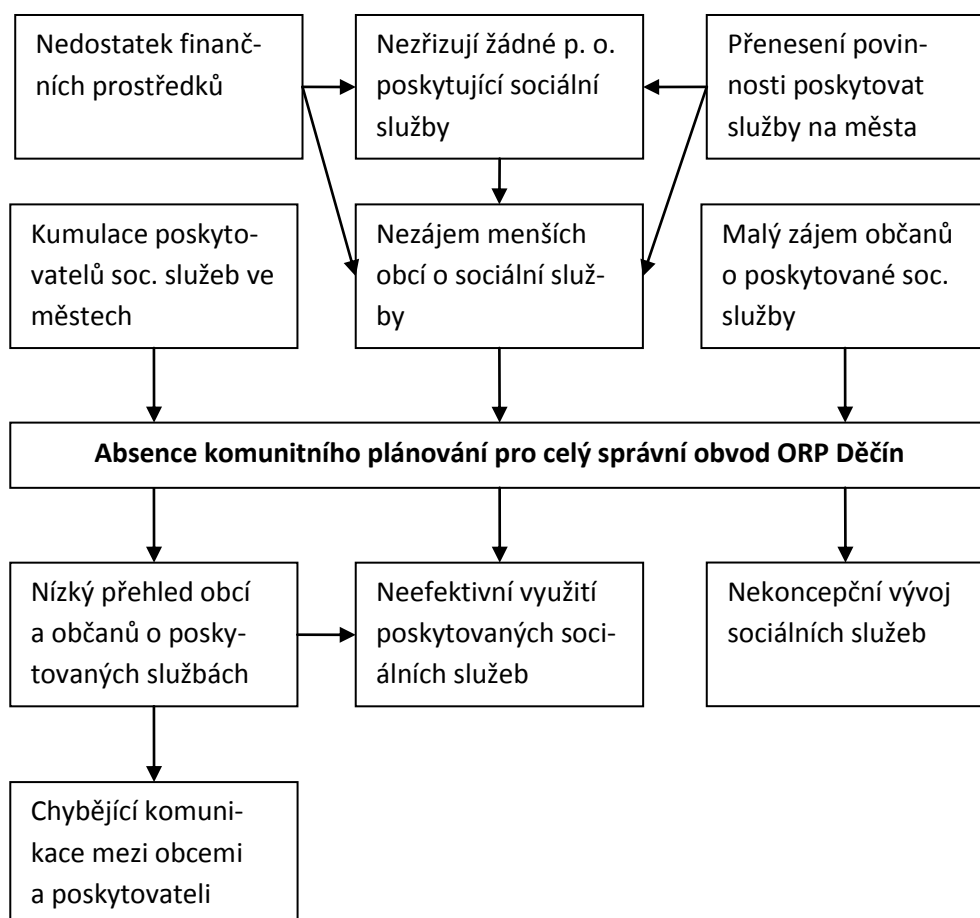 Nedostatek finanč-
ních prostředků
Nezřizují žádné p. o.
poskytující sociální
služby
Přenesení povin-
nosti poskytovat
služby na města
Kumulace poskyto-
vatelů soc. služeb ve
městech
Nezájem menších
obcí o sociální služ-
by
Malý zájem občanů
o poskytované soc.
služby
Absence komunitního plánování pro celý správní obvod ORP Děčín
Nízký přehled obcí
a občanů o posky-
tovaných službách
Neefektivní využití
poskytovaných soci-
álních služeb
Nekoncepční vývoj
sociálních služeb
Chybějící komuni-
kace mezi obcemi
a poskytovateli